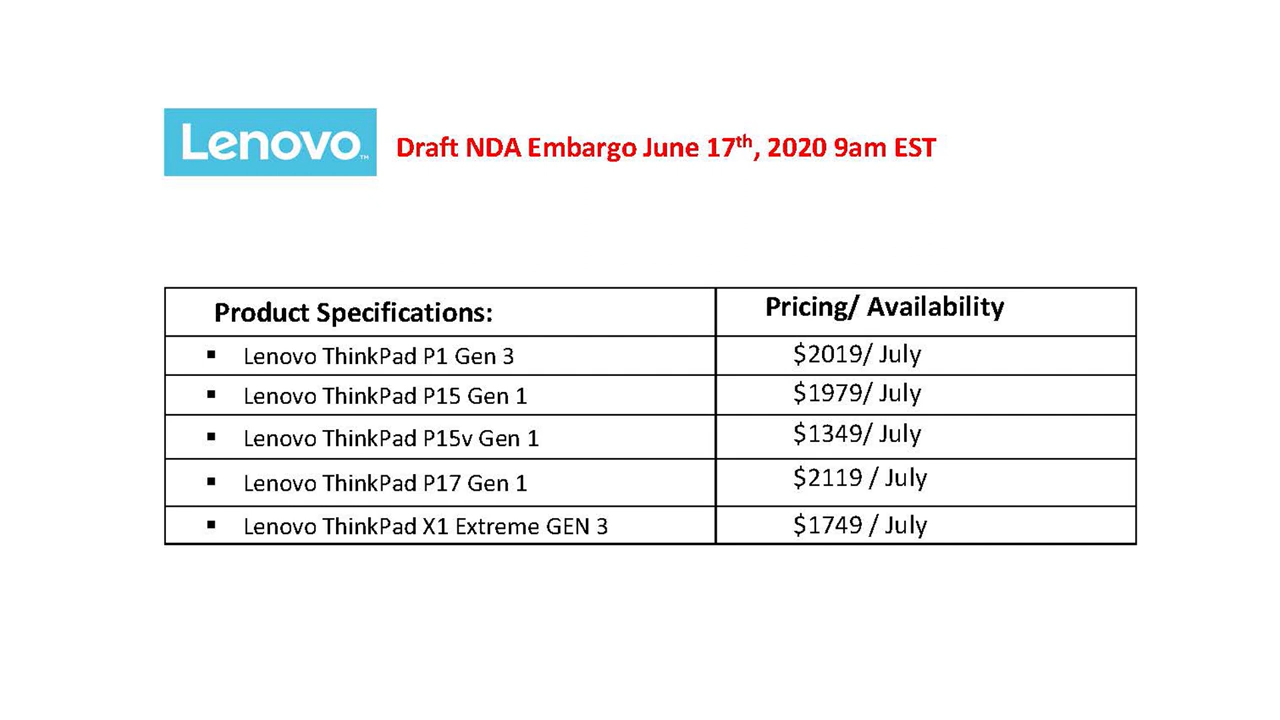 Lenovo™ Draft NDA Embargo June 17th, 2020 9am EST
Product Specifications: Pricing/ Availability
▪ Lenovo ThinkPad P1 Gen 3 $2019/ July
▪ Lenovo ThinkPad P15 Gen 1 $1979/ July
▪ Lenovo ThinkPad P15v Gen 1 $1349/ July
▪ Lenovo ThinkPad P17 Gen 1 $2119 / July
▪ Lenovo ThinkPad X1 Extreme GEN 3 $1749 / July